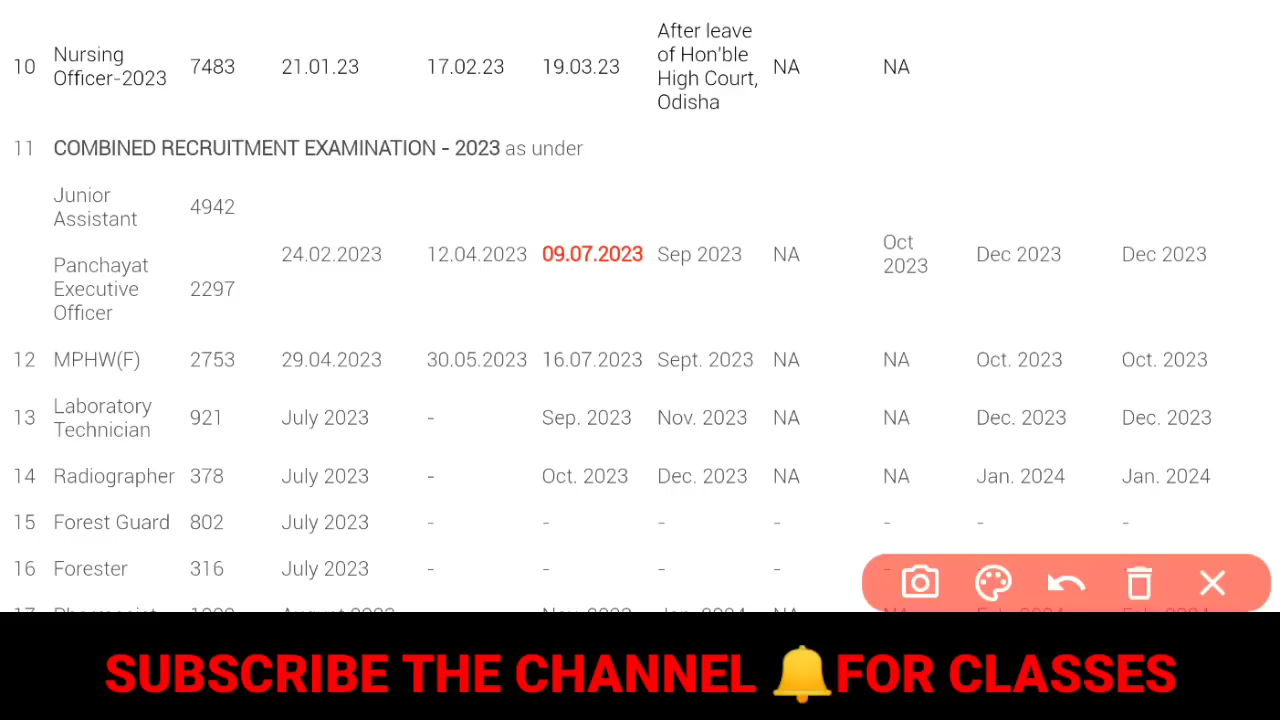 10 Nursing Officer-2023 7483 21.01.23 17.02.23 19.03.23 After leave of Hon'ble High Court, Odisha NA NA
11 COMBINED RECRUITMENT EXAMINATION - 2023 as under
Junior Assistant 4942
24.02.2023 12.04.2023 09.07.2023 Sep 2023 NA Oct 2023 Dec 2023 Dec 2023
Panchayat Executive Officer 2297
12 MPHW(F) 2753 29.04.2023 30.05.2023 16.07.2023 Sept. 2023 NA NA Oct. 2023 Oct. 2023
13 Laboratory Technician 921 July 2023 - Sep. 2023 Nov. 2023 NA NA Dec. 2023 Dec. 2023
14 Radiographer 378 July 2023 - Oct. 2023 Dec. 2023 NA NA Jan. 2024 Jan. 2024
15 Forest Guard 802 July 2023 - - - - - - -
16 Forester 316 July 2023 - - - - - - -
SUBSCRIBE THE CHANNEL 🔔FOR CLASSES